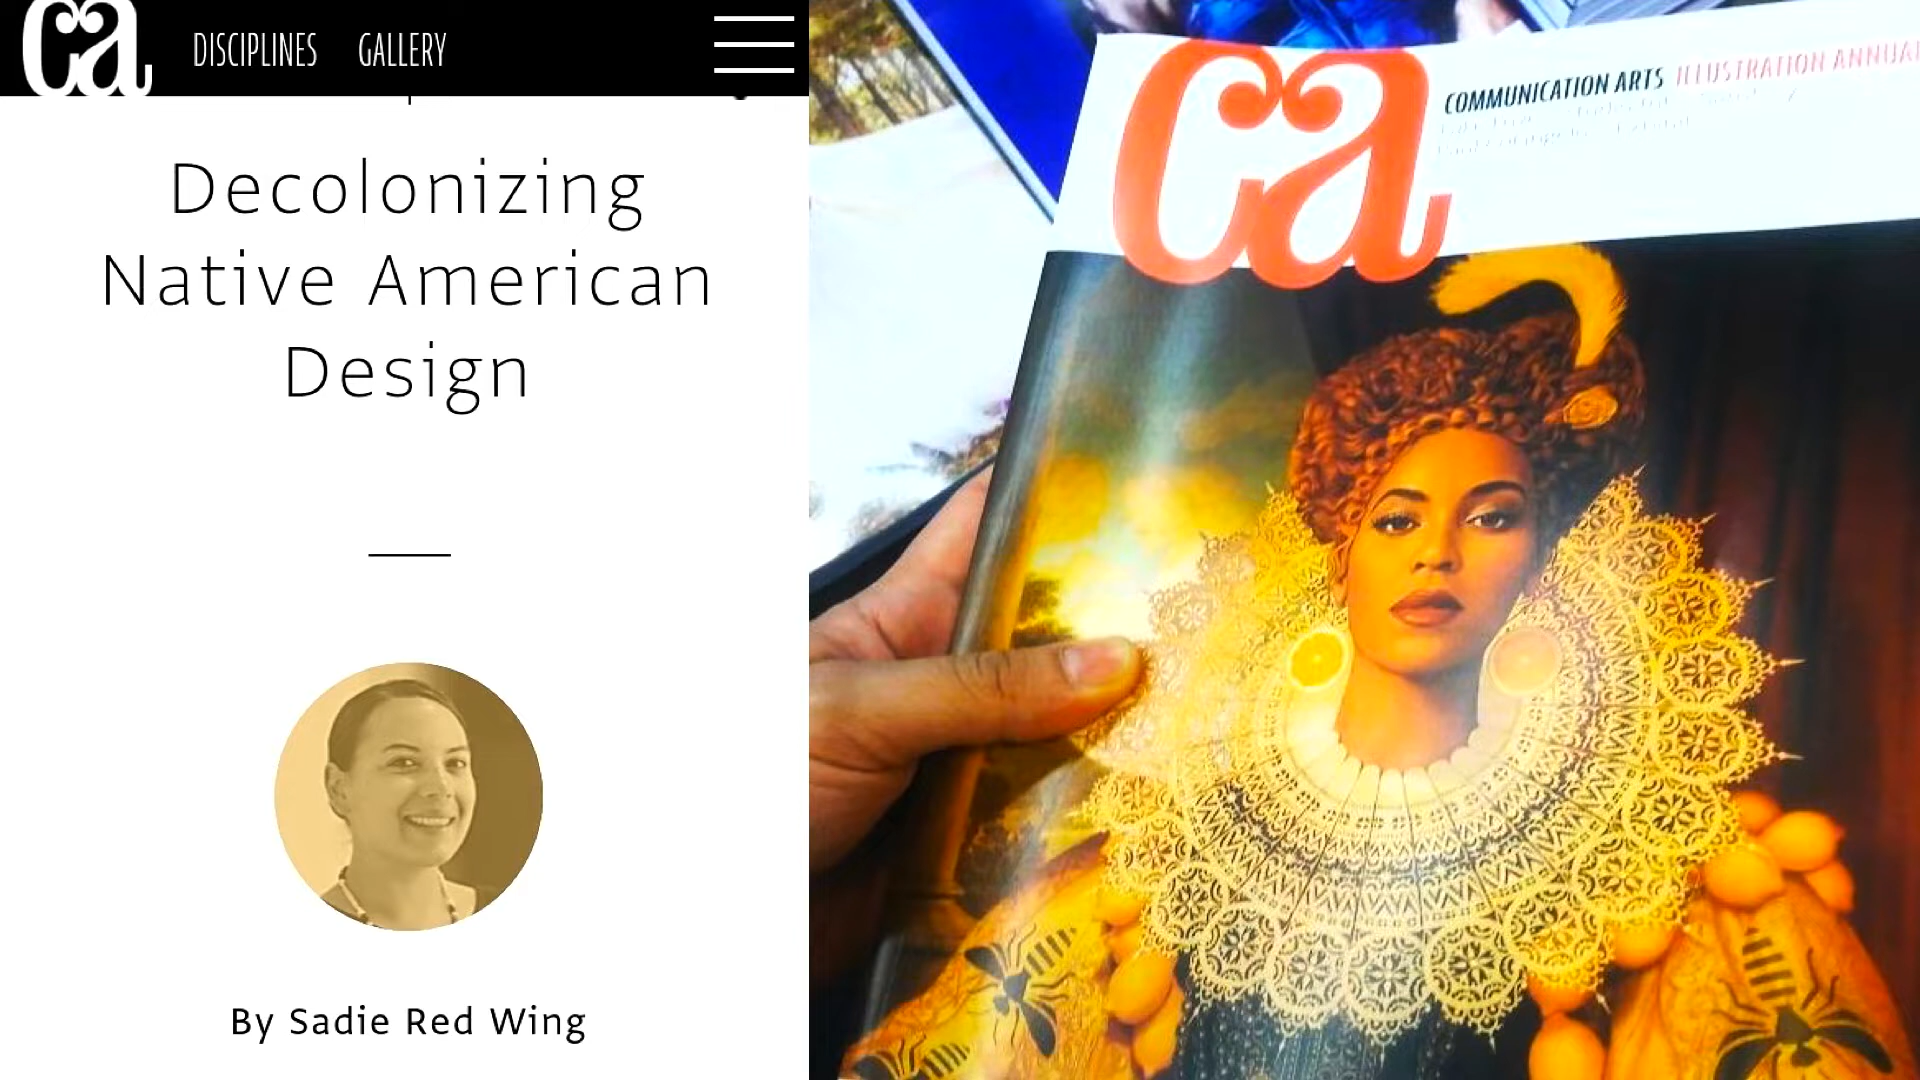 ca
DISCIPLINES GALLERY
Decolonizing
Native American
Design
By Sadie Red Wing
ca
COMMUNICATION ARTS ILLUSTRATION ANNUAL